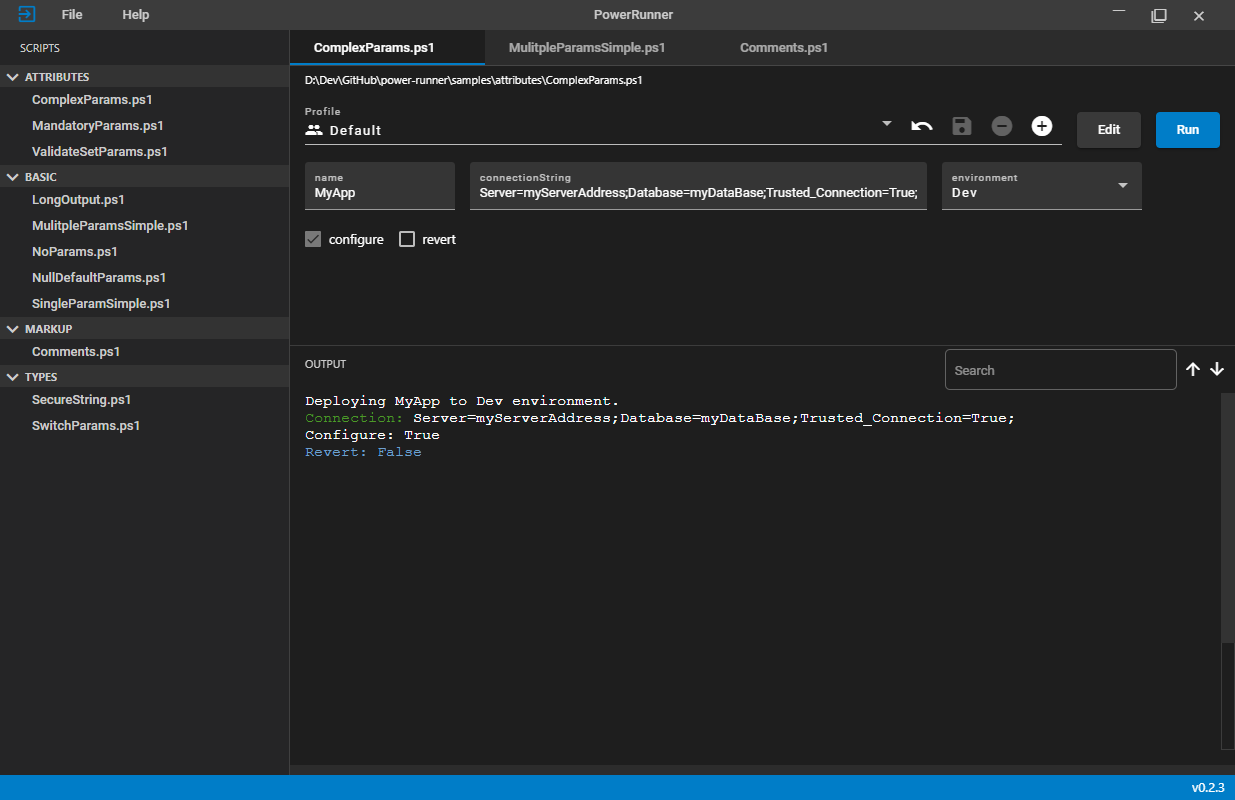 File Help PowerRunner
SCRIPTS
ATTRIBUTES
ComplexParams.ps1
MandatoryParams.ps1
ValidateSetParams.ps1
BASIC
LongOutput.ps1
MulitpleParamsSimple.ps1
NoParams.ps1
NullDefaultParams.ps1
SingleParamSimple.ps1
MARKUP
Comments.ps1
TYPES
SecureString.ps1
SwitchParams.ps1
ComplexParams.ps1 MulitpleParamsSimple.ps1 Comments.ps1
D:\Dev\GitHub\power-runner\samples\attributes\ComplexParams.ps1
Profile
Default
Edit Run
name connectionString environment
MyApp Server=myServerAddress;Database=myDataBase;Trusted_Connection=True; Dev
configure revert
OUTPUT
Search
Deploying MyApp to Dev environment.
Connection: Server=myServerAddress;Database=myDataBase;Trusted_Connection=True;
Configure: True
Revert: False
v0.2.3